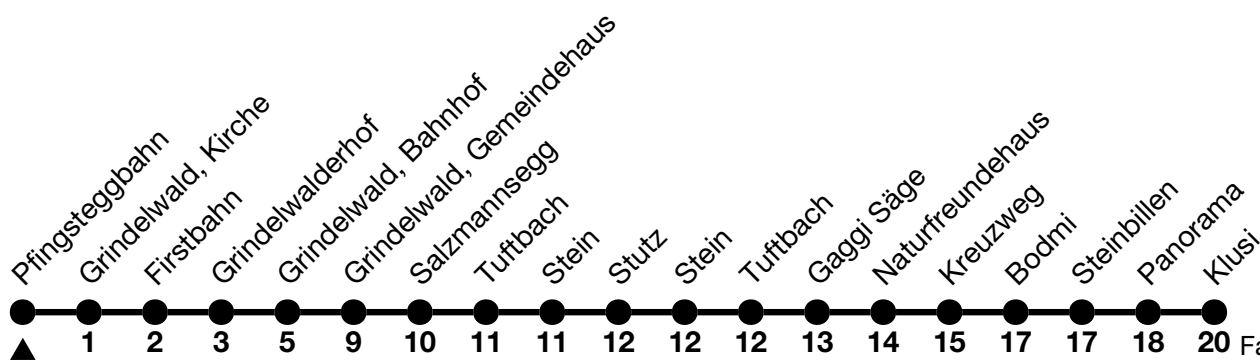 Pfingsteggbahn
Grindelwald, Kirche
Firstbahn
Grindelwalderhof
Grindelwald, Bahnhof
Grindelwald, Gemeindehaus
Salzmannsegg
Tuftbach
Stein
Stutz
Stein
Tuftbach
Gaggi Säge
Naturfreundehaus
Kreuzweg
Bodmi
Steinbillen
Panorama
Klusi
1 2 3 5 9 10 11 11 12 12 12 13 14 15 17 17 18 20